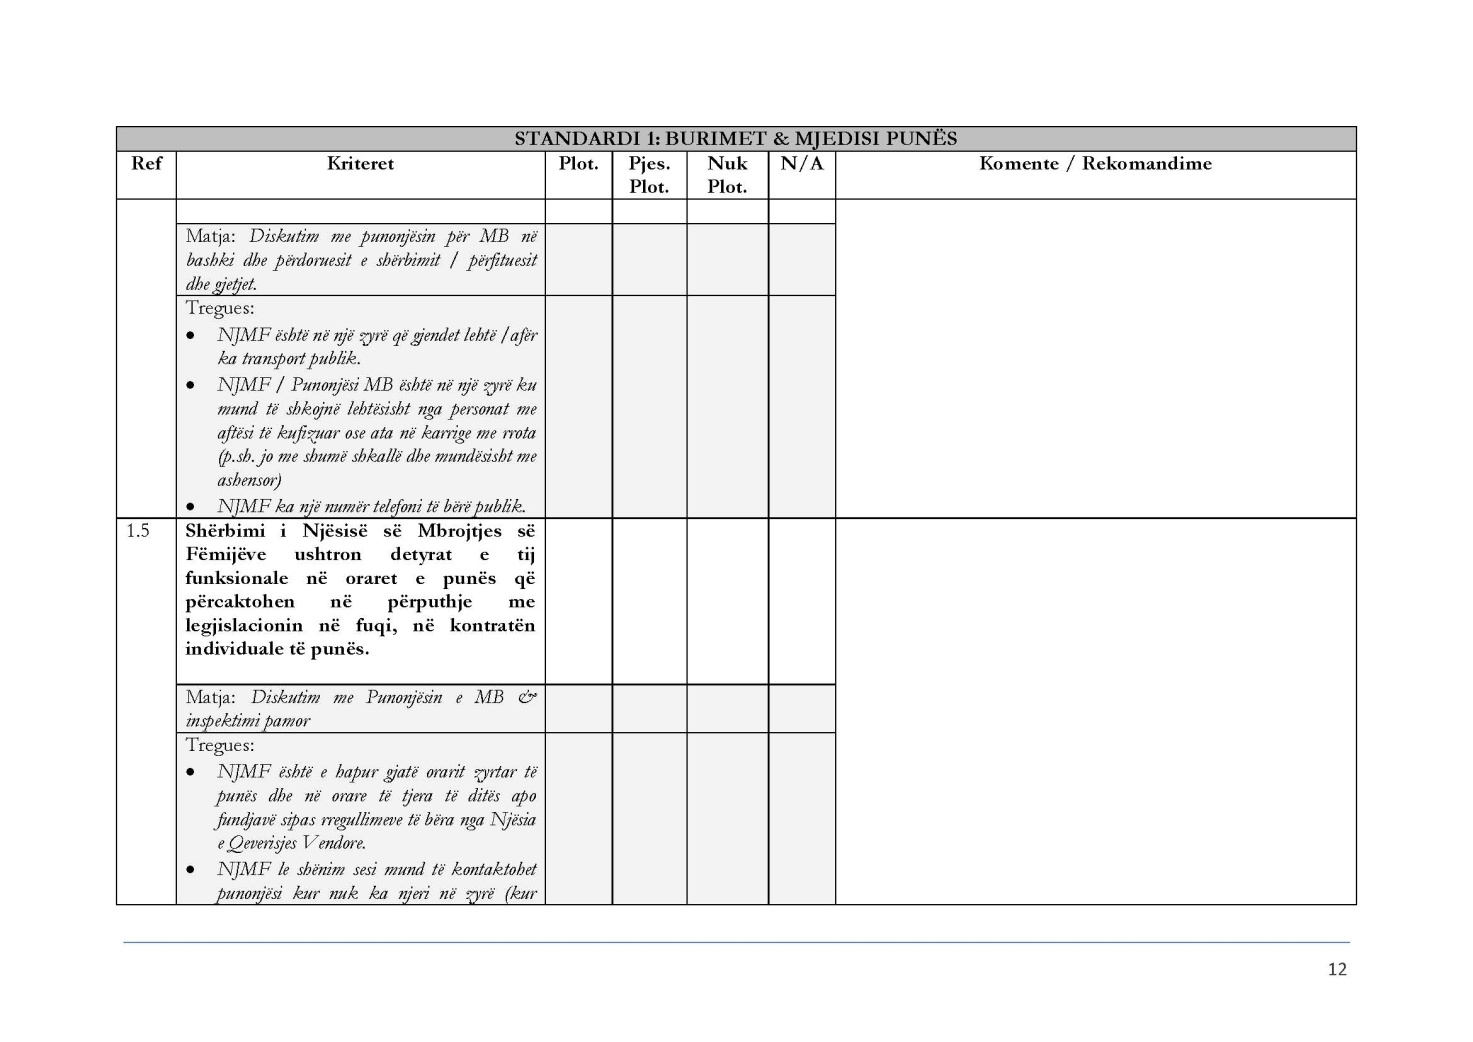 STANDARDI 1: BURIMET & MJEDISI PUNËS
Ref Kriteret Plot. Pjes. Nuk N/A Komente / Rekomandime
Plot. Plot.
Matja: Diskutim me punonjësin për MB në
bashki dhe përdoruesit e shërbimit / përfituesit
dhe gjetjet.
Tregues:
• NJMF është në një zyrë që gjendet lehtë /afër
ka transport publik.
• NJMF / Punonjësi MB është në një zyrë ku
mund të shkojnë lehtësisht nga personat me
aftësi të kufizuar ose ata në karrige me rrota
(p.sh. jo me shumë shkallë dhe mundësisht me
ashensor)
• NJMF ka një numër telefoni të bërë publik.
1.5 Shërbimi i Njësisë së Mbrojtjes së
Fëmijëve ushtron detyrat e tij
funksionale në oraret e punës që
përcaktohen në përputhje me
legjislacionin në fuqi, në kontratën
individuale të punës.
Matja: Diskutim me Punonjësin e MB &
inspektimi pamor
Tregues:
• NJMF është e hapur gjatë orarit zyrtar të
punës dhe në orare të tjera të ditës apo
fundjavë sipas rregullimeve të bëra nga Njësia
e Qeverisjes Vendore.
• NJMF le shënim sesi mund të kontaktohet
punonjësi kur nuk ka njeri në zyrë (kur
12